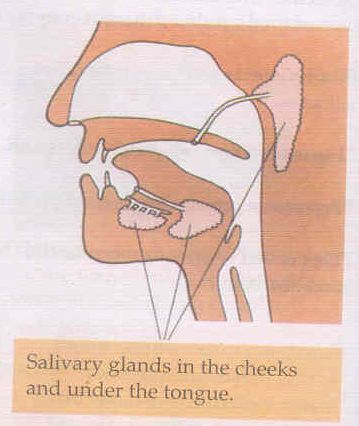 Salivary glands in the cheeks
and under the tongue.